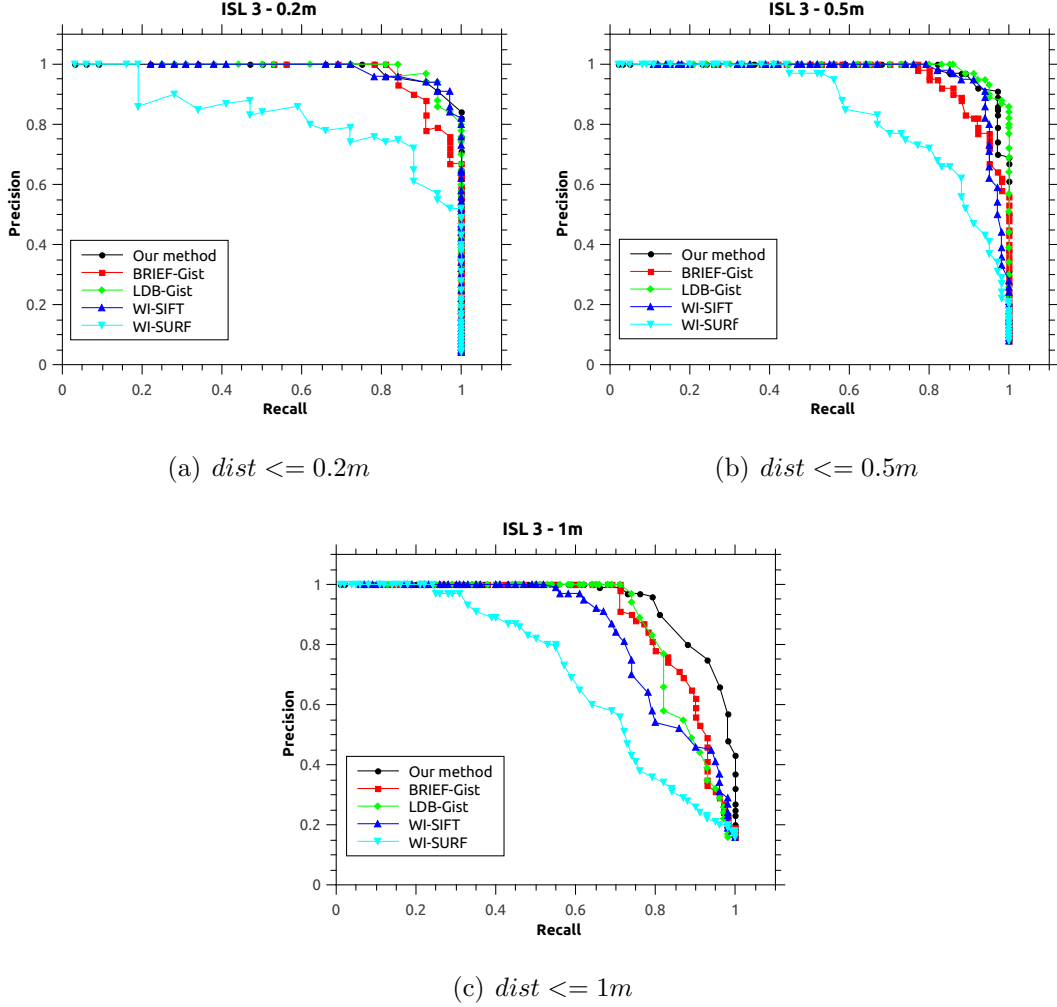 ISL 3 - 0.2m
Precision
1
0.8
0.6
0.4
0.2
0
Our method
BRIEF-Gist
LDB-Gist
WI-SIFT
WI-SURF
0 0.2 0.4 0.6 0.8 1
Recall
(a) dist <= 0.2m
ISL 3 - 0.5m
Precision
1
0.8
0.6
0.4
0.2
0
Our method
BRIEF-Gist
LDB-Gist
WI-SIFT
WI-SURf
0 0.2 0.4 0.6 0.8 1
Recall
(b) dist <= 0.5m
ISL 3 - 1m
Precision
1
0.8
0.6
0.4
0.2
0
Our method
BRIEF-Gist
LDB-Gist
WI-SIFT
WI-SURF
0 0.2 0.4 0.6 0.8 1
Recall
(c) dist <= 1m